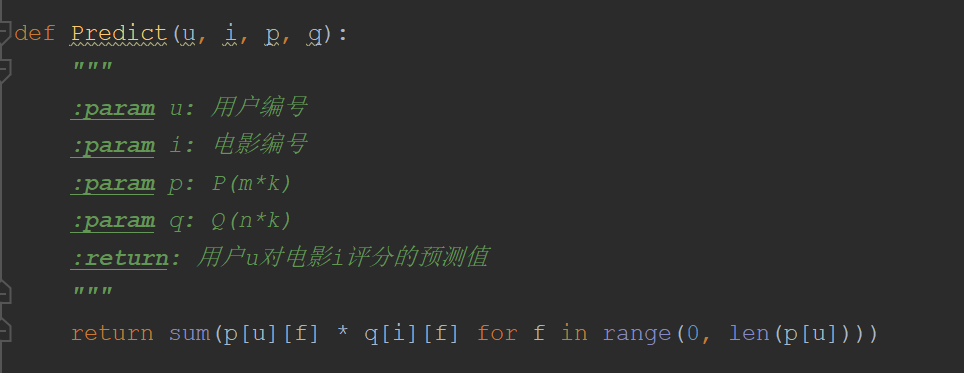 def Predict(u, i, p, q):
    """
    :param u: 用户编号
    :param i: 电影编号
    :param p: P(m*k)
    :param q: Q(n*k)
    :return: 用户u对电影i评分的预测值
    """
    return sum(p[u][f] * q[i][f] for f in range(0, len(p[u])))